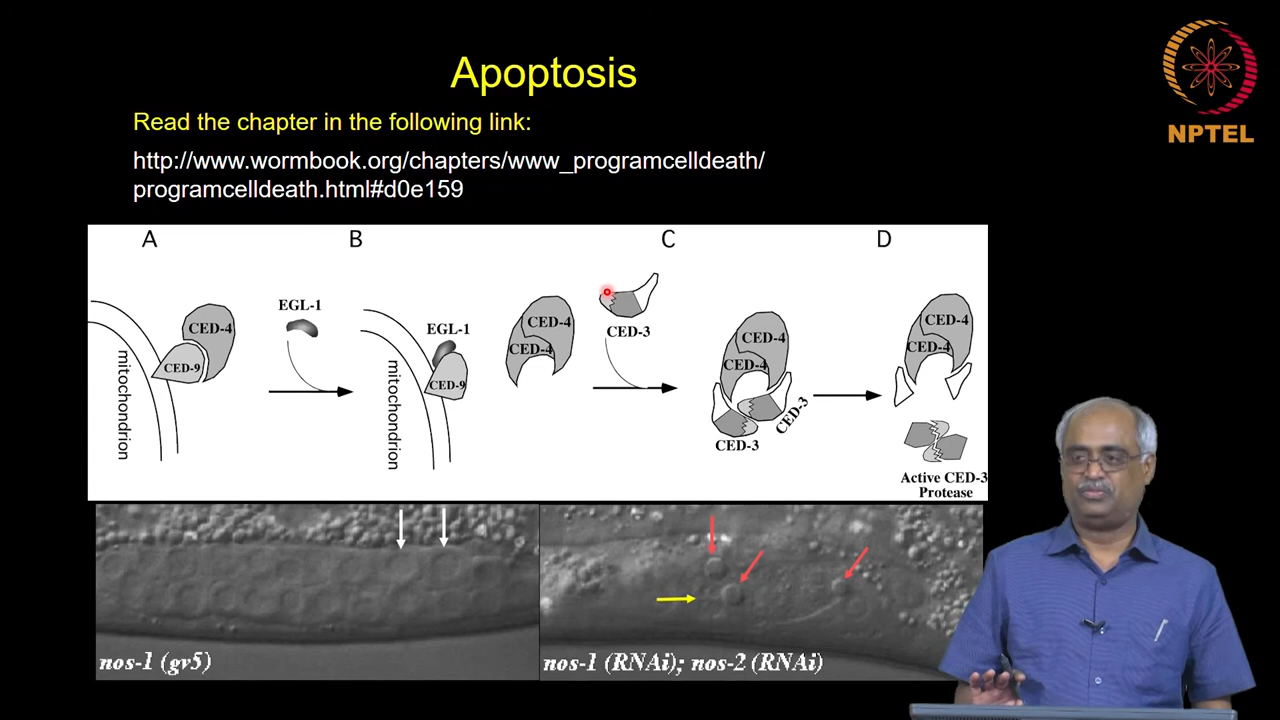 Apoptosis
NPTEL
Read the chapter in the following link:
http://www.wormbook.org/chapters/www_programcelldeath/
programcelldeath.html#d0e159
A B C D
EGL-1
CED-4
CED-9
mitochondrion
EGL-1
CED-9
mitochondrion
CED-4
CED-4
CED-3
CED-4
CED-4
CED-3
CED-3
CED-4
CED-4
Active CED-3
Protease
nos-1 (gv5)
nos-1 (RNAi); nos-2 (RNAi)